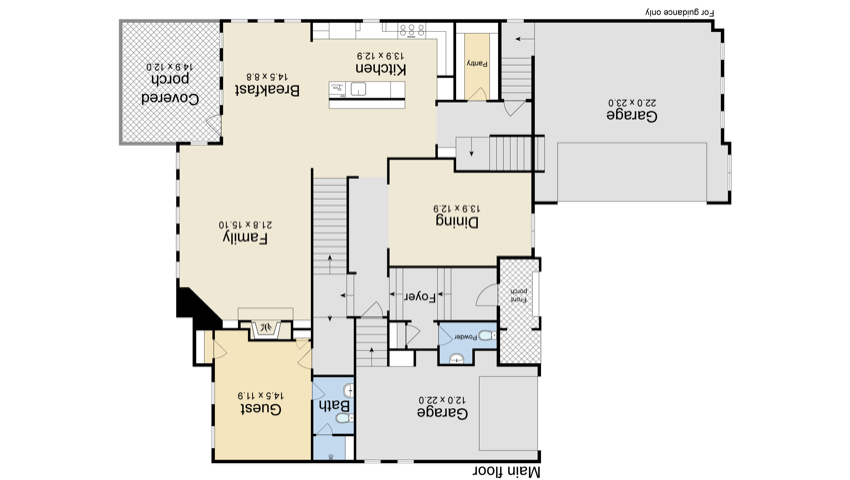 Main floor
Garage
12.0 x 22.0
Bath
Guest
14.5 x 11.9
Powder
Front
porch
Foyer
Family
21.8 x 15.10
Dining
13.9 x 12.9
Garage
22.0 x 23.0
Pantry
Kitchen
13.9 x 12.9
Breakfast
14.5 x 8.8
Covered
porch
14.9 x 12.0
For guidance only